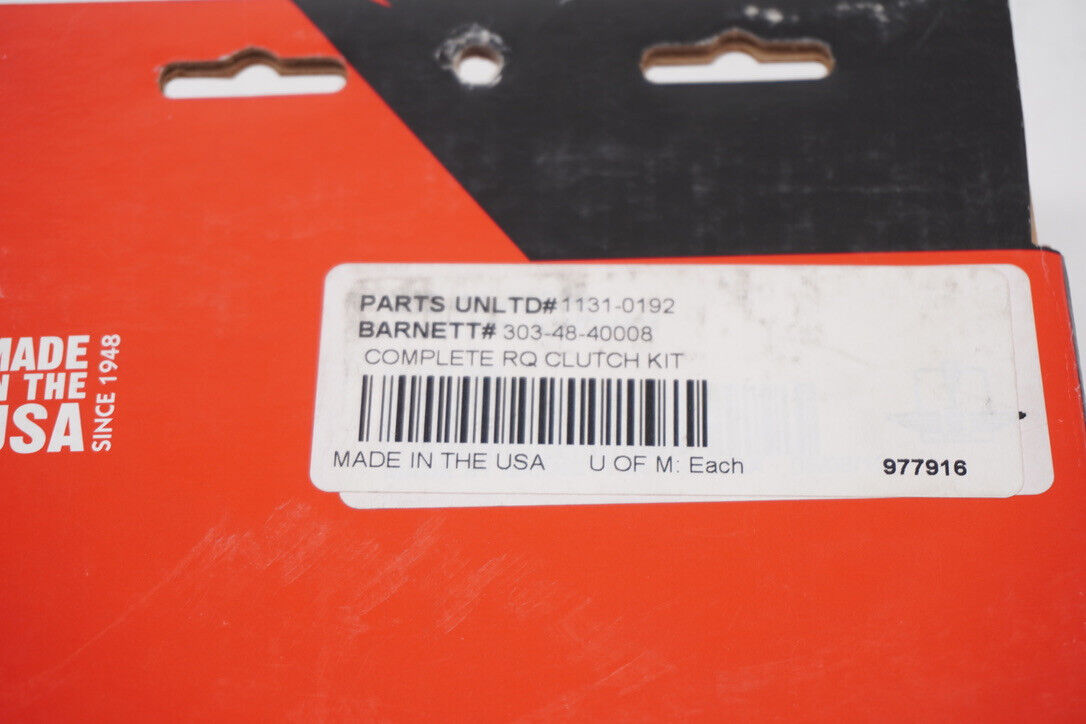 MADE
IN THE
USA
SINCE 1948
PARTS UNLTD# 1131-0192
BARNETT# 303-48-40008
COMPLETE RQ CLUTCH KIT
MADE IN THE USA U OF M: Each
977916